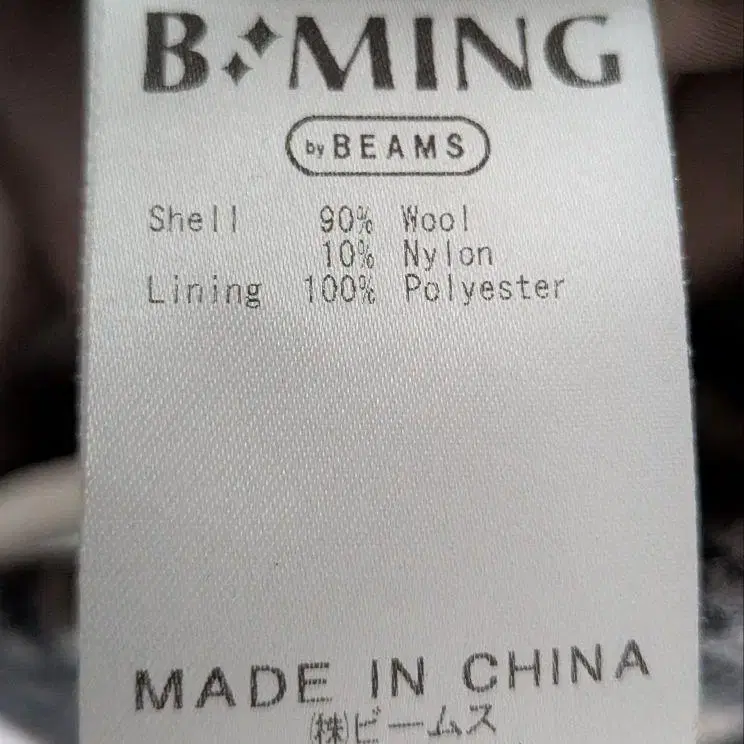 B MING
by BEAMS
Shell 90% Wool
10% Nylon
Lining 100% Polyester
MADE IN CHINA
㈱ビームス